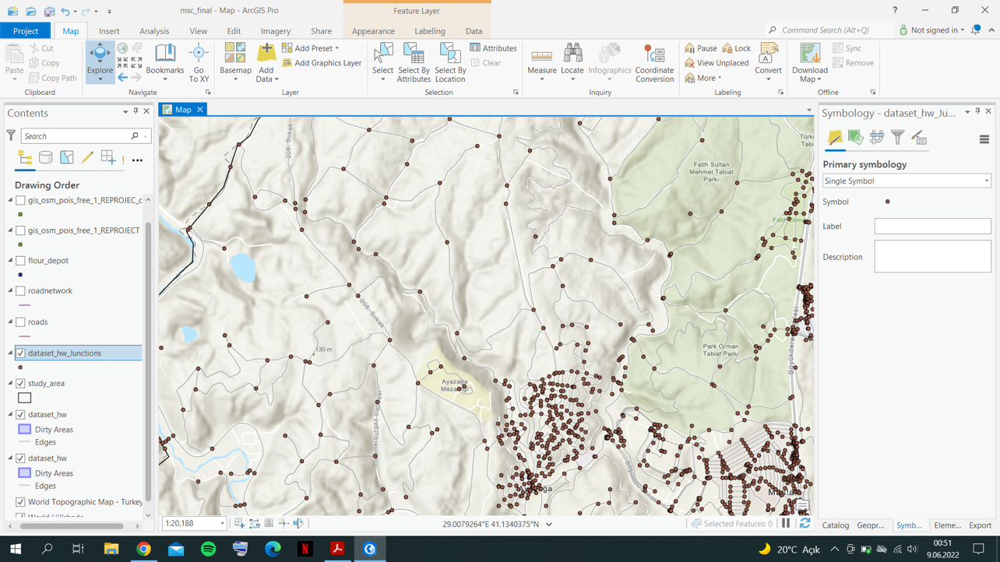 msc_final - Map - ArcGIS Pro
Feature Layer
?
Project
Map
Insert
Analysis
View
Edit
Imagery
Share
Appearance
Labeling
Data
Command Search (Alt+Q)
Not signed in
Paste
Cut
Copy
Copy Path
Clipboard
Explore
Bookmarks
Go
To XY
Navigate
Basemap
Add
Data
Add Preset
Add Graphics Layer
Layer
Select
Select By
Attributes
Select By
Location
Attributes
Clear
Selection
Measure
Locate
Infographics
Coordinate
Conversion
Inquiry
Pause
Lock
View Unplaced
More
Convert
Labeling
Download
Map
Sync
Remove
Offline
Contents
Search
Drawing Order
gis_osm_pois_free_1_REPROJEC_c
gis_osm_pois_free_1_REPROJECT
flour_depot
roadnetwork
roads
dataset_hw_Junctions
study_area
dataset_hw
Dirty Areas
Edges
dataset_hw
Dirty Areas
Edges
World Topographic Map - Turkey
World Hillshade
Map
208. Sokak
Fatih Sultan
Mehmet Tabiat
Parkı
208. Sokak
130 m
Park Orman
Tabiat Parkı
Ayazağa
1:20,188
29.0079264°E 41.1340375°N
Selected Features: 0
Symbology - dataset_hw_Ju...
Primary symbology
Single Symbol
Symbol
Label
Description
Catalog
Geopr...
Symb...
Eleme...
Export
20°C Açık
00:51
9.06.2022